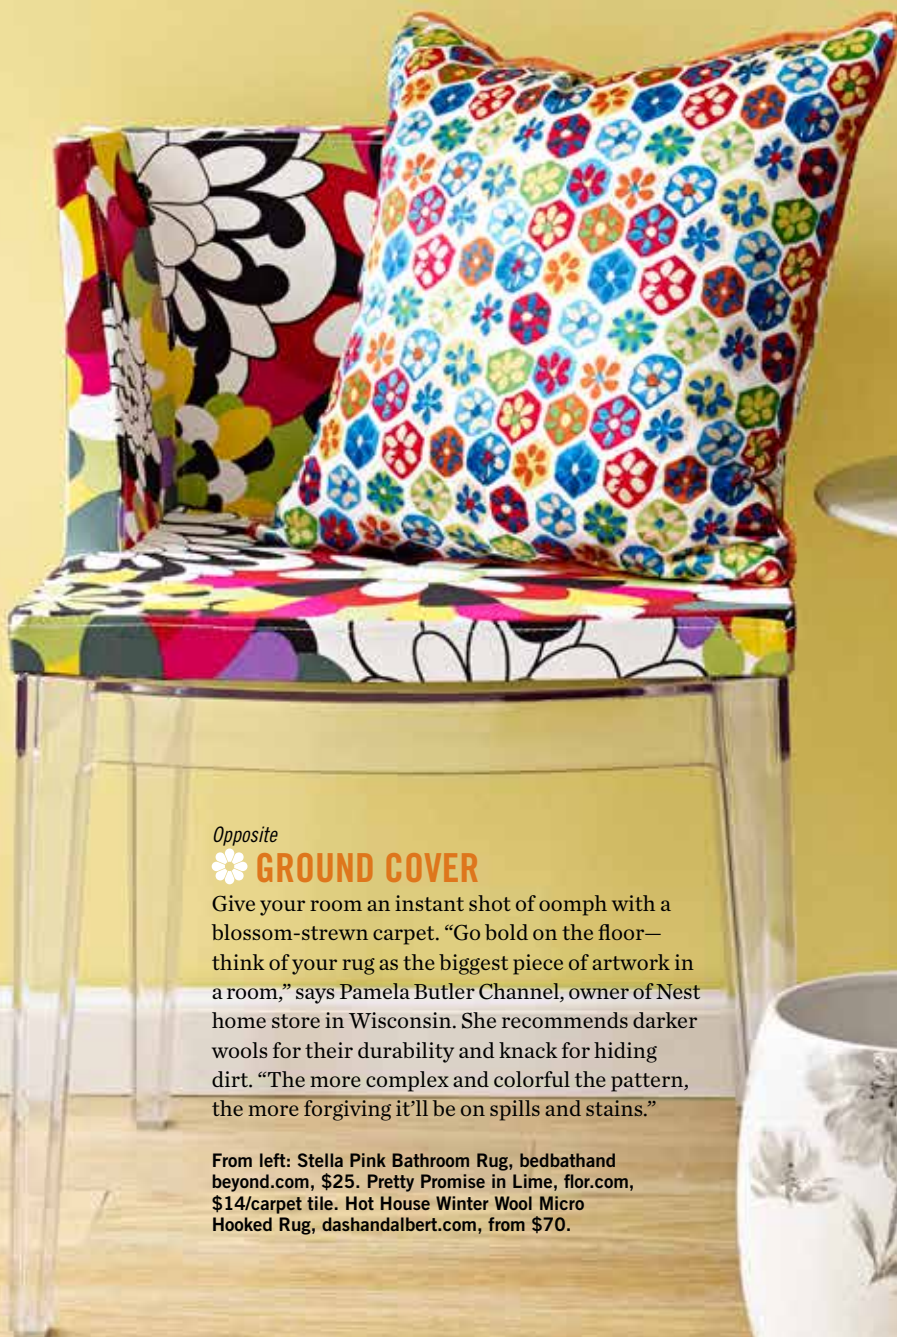 Opposite
GROUND COVER
Give your room an instant shot of oomph with a
blossom-strewn carpet. “Go bold on the floor—
think of your rug as the biggest piece of artwork in
a room,” says Pamela Butler Channel, owner of Nest
home store in Wisconsin. She recommends darker
wools for their durability and knack for hiding
dirt. “The more complex and colorful the pattern,
the more forgiving it’ll be on spills and stains.”
From left: Stella Pink Bathroom Rug, bedbathand
beyond.com, $25. Pretty Promise in Lime, flor.com,
$14/carpet tile. Hot House Winter Wool Micro
Hooked Rug, dashandalbert.com, from $70.